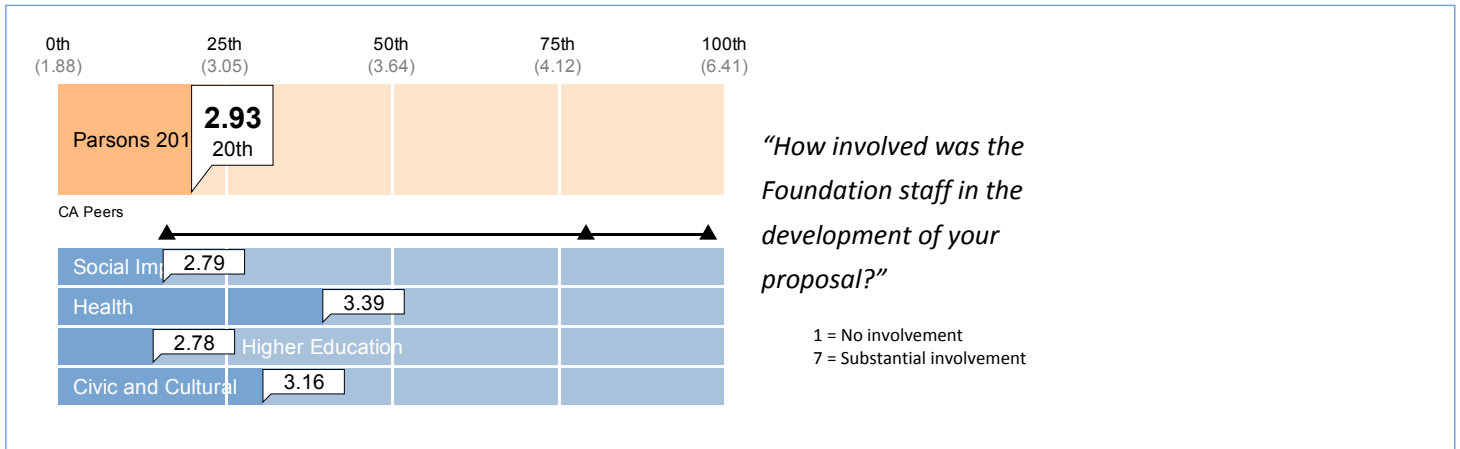 0th 25th 50th 75th 100th
(1.88) (3.05) (3.64) (4.12) (6.41)
Parsons 201
2.93
20th
CA Peers
Social Imp 2.79
Health 3.39
2.78 Higher Education
Civic and Cultural 3.16
“How involved was the
Foundation staff in the
development of your
proposal?”
1 = No involvement
7 = Substantial involvement